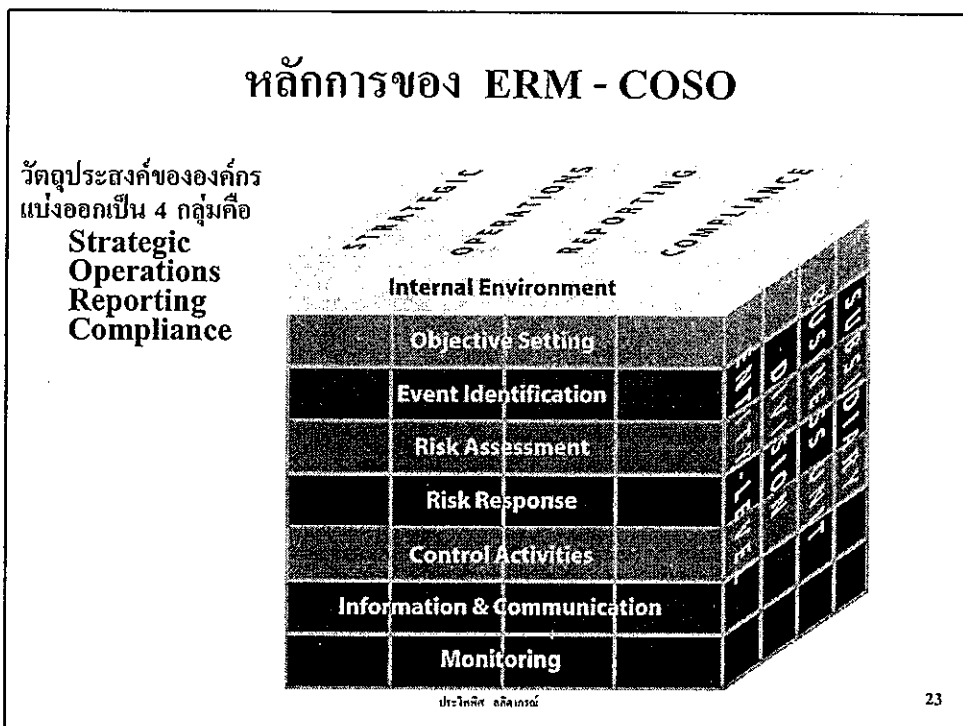 หลักการของ ERM - COSO
วัตถุประสงค์ขององค์กร
แบ่งออกเป็น 4 กลุ่มคือ
Strategic
Operations
Reporting
Compliance
STRATEGIC
OPERATIONS
REPORTING
COMPLIANCE
Internal Environment
Objective Setting
Event Identification
Risk Assessment
Risk Response
Control Activities
Information & Communication
Monitoring
ENTITY-LEVEL
DIVISION
BUSINESS UNIT
SUBSIDIARY
23